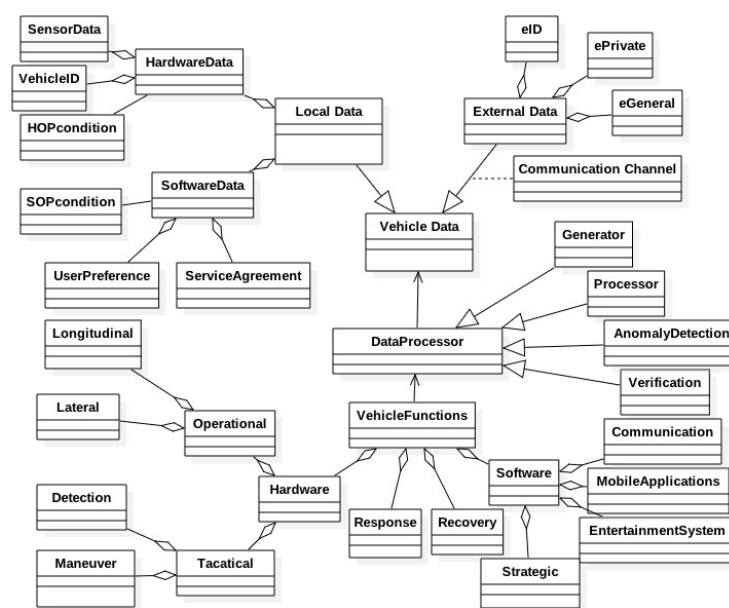 SensorData
eID
ePrivate
HardwareData
VehicleID
Local Data
External Data
eGeneral
HOPcondition
SoftwareData
Communication Channel
SOPcondition
Vehicle Data
Generator
UserPreference
ServiceAgreement
Processor
Longitudinal
DataProcessor
AnomalyDetection
Verification
Lateral
Operational
VehicleFunctions
Communication
Software
MobileApplications
Detection
Hardware
Response
Recovery
EntertainmentSystem
Maneuver
Tacatical
Strategic